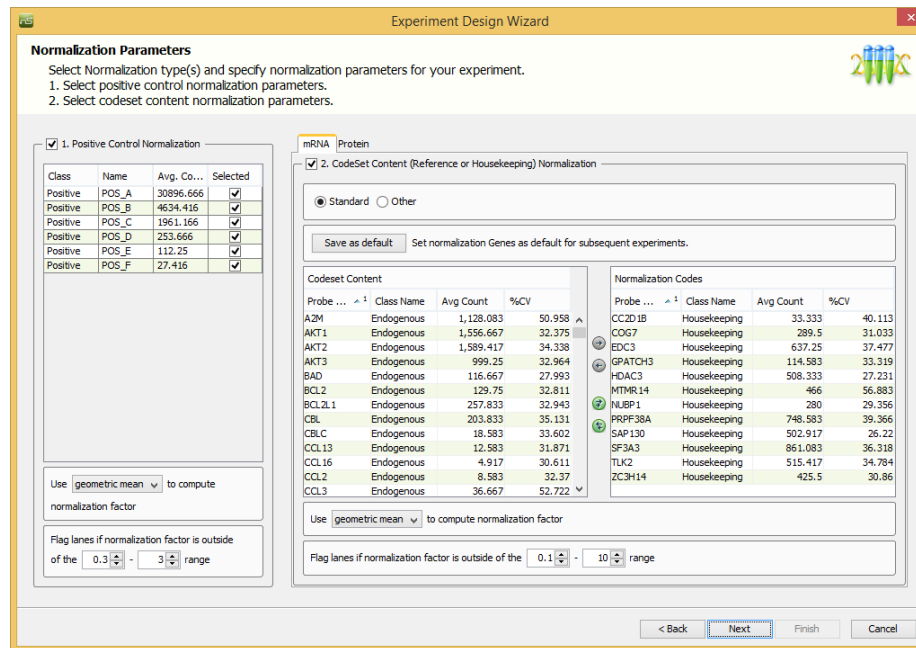 Experiment Design Wizard
Normalization Parameters
Select Normalization type(s) and specify normalization parameters for your experiment.
1. Select positive control normalization parameters.
2. Select codeset content normalization parameters.
1. Positive Control Normalization
Class Name Avg. Co... Selected
Positive POS_A 30896.666
Positive POS_B 4634.416
Positive POS_C 1961.166
Positive POS_D 253.666
Positive POS_E 112.25
Positive POS_F 27.416
Use geometric mean to compute
normalization factor
Flag lanes if normalization factor is outside
of the 0.3 - 3 range
mRNA Protein
2. CodeSet Content (Reference or Housekeeping) Normalization
Standard Other
Save as default Set normalization Genes as default for subsequent experiments.
Codeset Content
Probe ... 1 Class Name Avg Count %CV
A2M Endogenous 1,128.083 50.958
AKT1 Endogenous 1,556.667 32.375
AKT2 Endogenous 1,589.417 34.338
AKT3 Endogenous 999.25 32.964
BAD Endogenous 116.667 27.993
BCL2 Endogenous 129.75 32.811
BCL2L1 Endogenous 257.833 32.943
CBL Endogenous 203.833 35.131
CBLC Endogenous 18.583 33.602
CCL13 Endogenous 12.583 31.871
CCL16 Endogenous 4.917 30.611
CCL2 Endogenous 8.583 32.37
CCL3 Endogenous 36.667 52.722
Normalization Codes
Probe ... 1 Class Name Avg Count %CV
CC2D1B Housekeeping 33.333 40.113
COG7 Housekeeping 289.5 31.033
EDC3 Housekeeping 637.25 37.477
GPATCH3 Housekeeping 114.583 33.319
HDAC3 Housekeeping 508.333 27.231
MTMR14 Housekeeping 466 56.883
NUBP1 Housekeeping 280 29.356
PRPF38A Housekeeping 748.583 39.366
SAP130 Housekeeping 502.917 26.22
SF3A3 Housekeeping 861.083 36.318
TLK2 Housekeeping 515.417 34.784
ZC3H14 Housekeeping 425.5 30.86
Use geometric mean to compute normalization factor
Flag lanes if normalization factor is outside of the 0.1 - 10 range
< Back Next Finish Cancel